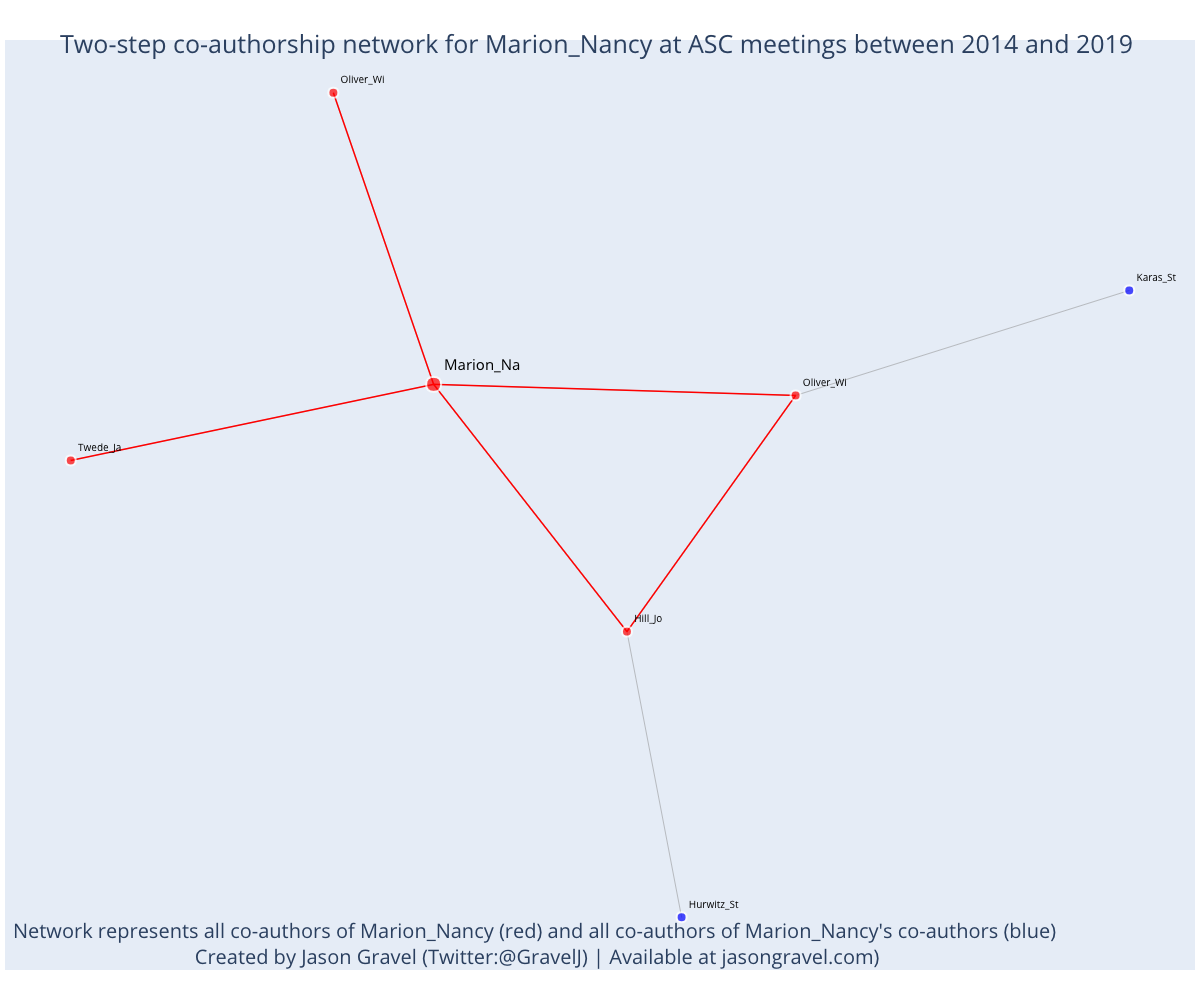 Two-step co-authorship network for Marion_Nancy at ASC meetings between 2014 and 2019
Oliver_Wi
Karas_St
Marion_Na
Oliver_Wi
Twede_Ja
Hill_Jo
Hurwitz_St
Network represents all co-authors of Marion_Nancy (red) and all co-authors of Marion_Nancy's co-authors (blue)
Created by Jason Gravel (Twitter:@GravelJ) | Available at jasongravel.com)